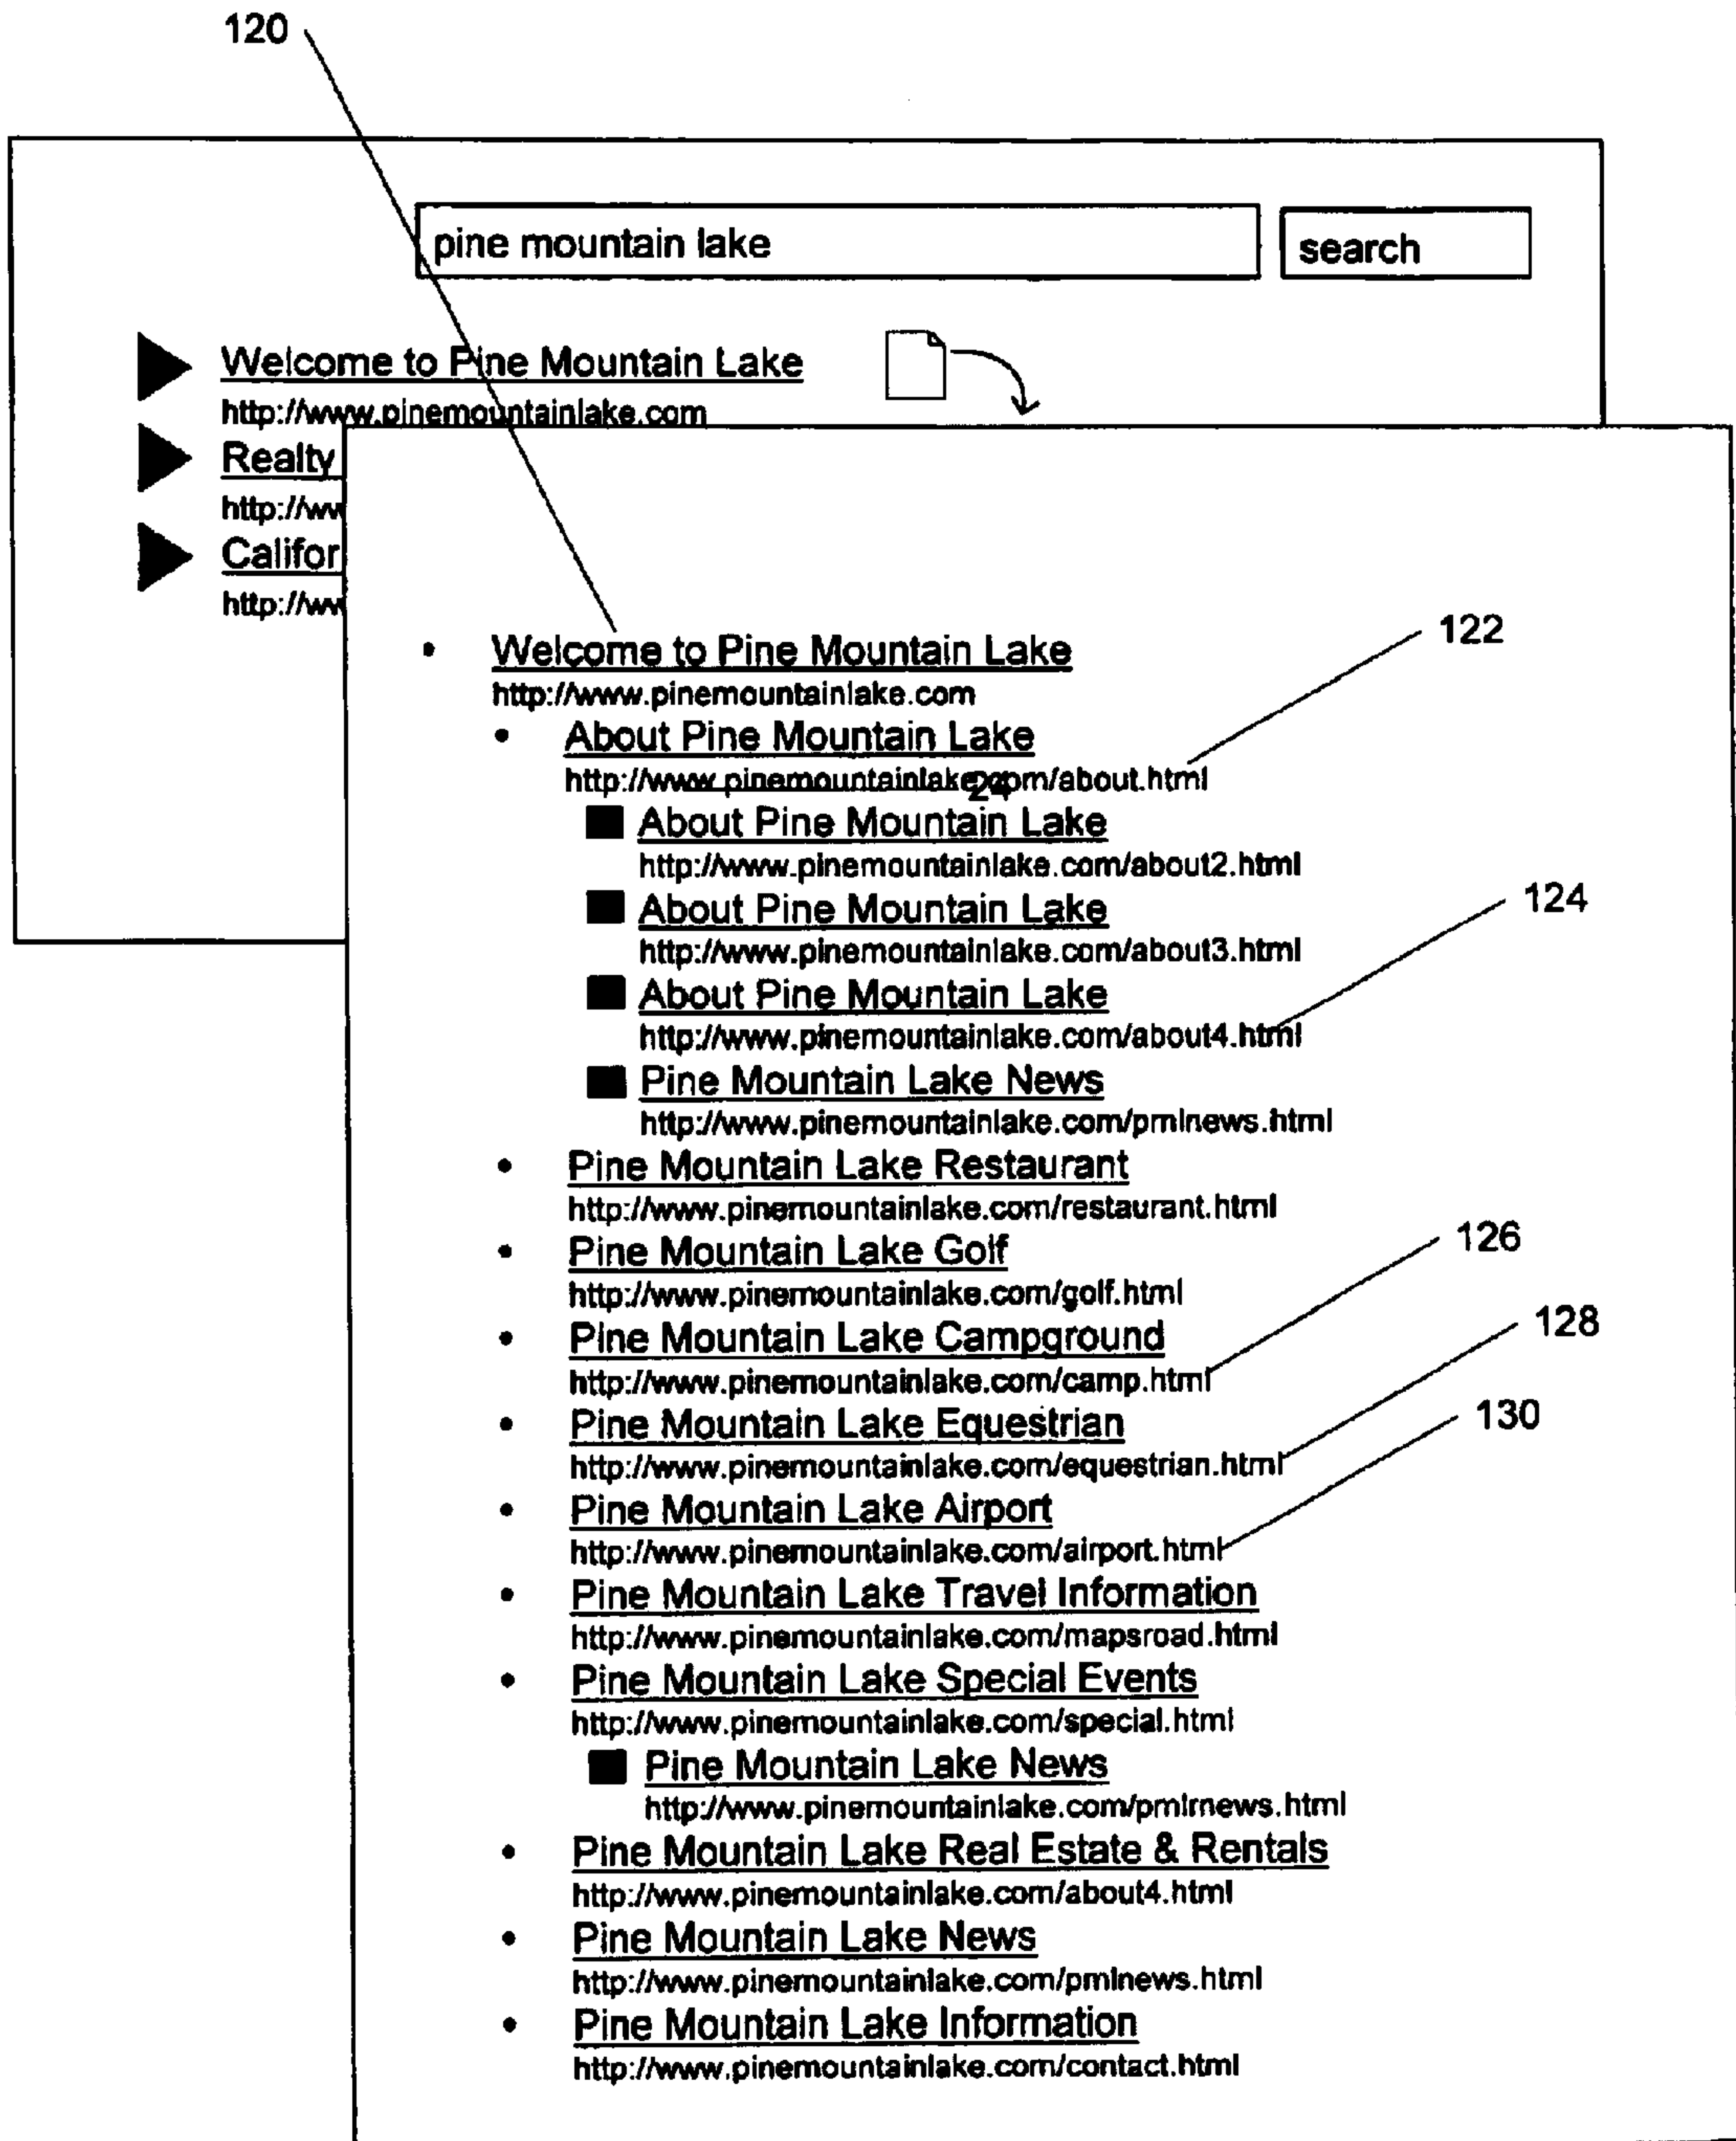 120
pine mountain lake
search
Welcome to Pine Mountain Lake
http://www.pinemountainlake.com
Realty
http://ww
Califor
http://ww
Welcome to Pine Mountain Lake
http://www.pinemountainlake.com
122
About Pine Mountain Lake
http://www.pinemountainlake.com/about.html
24
About Pine Mountain Lake
http://www.pinemountainlake.com/about2.html
About Pine Mountain Lake
124
http://www.pinemountainlake.com/about3.html
About Pine Mountain Lake
http://www.pinemountainlake.com/about4.html
Pine Mountain Lake News
http://www.pinemountainlake.com/pmlnews.html
Pine Mountain Lake Restaurant
http://www.pinemountainlake.com/restaurant.html
Pine Mountain Lake Golf
126
http://www.pinemountainlake.com/golf.html
Pine Mountain Lake Campground
128
http://www.pinemountainlake.com/camp.html
Pine Mountain Lake Equestrian
130
http://www.pinemountainlake.com/equestrian.html
Pine Mountain Lake Airport
http://www.pinemountainlake.com/airport.html
Pine Mountain Lake Travel Information
http://www.pinemountainlake.com/mapsroad.html
Pine Mountain Lake Special Events
http://www.pinemountainlake.com/special.html
Pine Mountain Lake News
http://www.pinemountainlake.com/pmlrnews.html
Pine Mountain Lake Real Estate & Rentals
http://www.pinemountainlake.com/about4.html
Pine Mountain Lake News
http://www.pinemountainlake.com/pmlnews.html
Pine Mountain Lake Information
http://www.pinemountainlake.com/contact.html